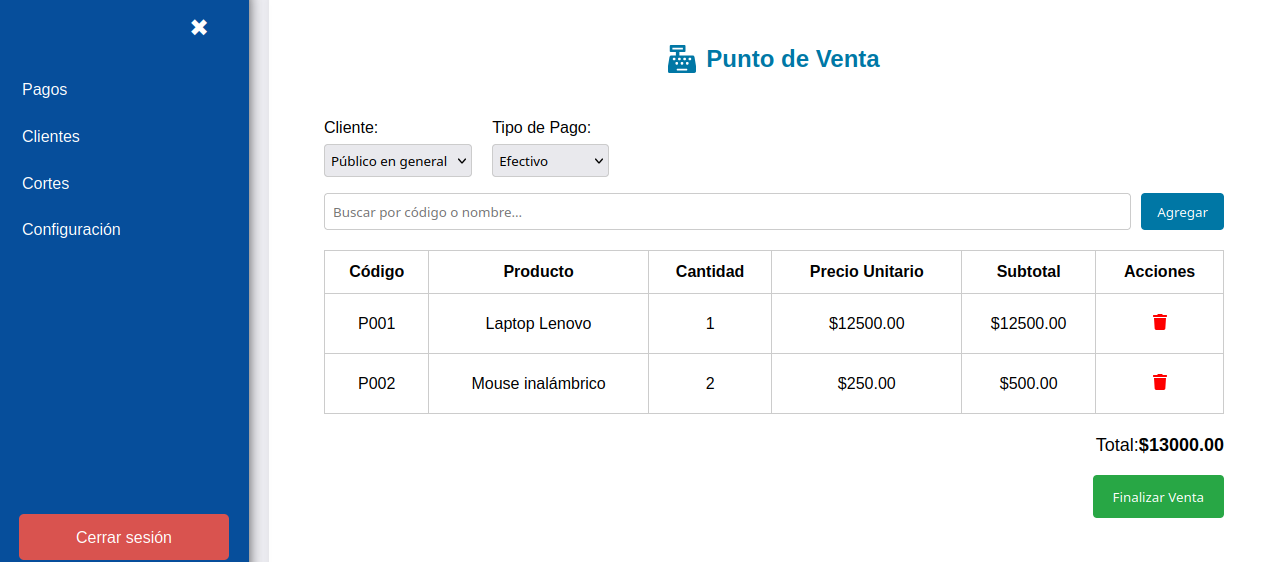 Pagos
Clientes
Cortes
Configuración
Cerrar sesión
Punto de Venta
Cliente: Tipo de Pago:
Público en general Efectivo
Buscar por código o nombre... Agregar
Código Producto Cantidad Precio Unitario Subtotal Acciones
P001 Laptop Lenovo 1 $12500.00 $12500.00
P002 Mouse inalámbrico 2 $250.00 $500.00
Total:$13000.00
Finalizar Venta